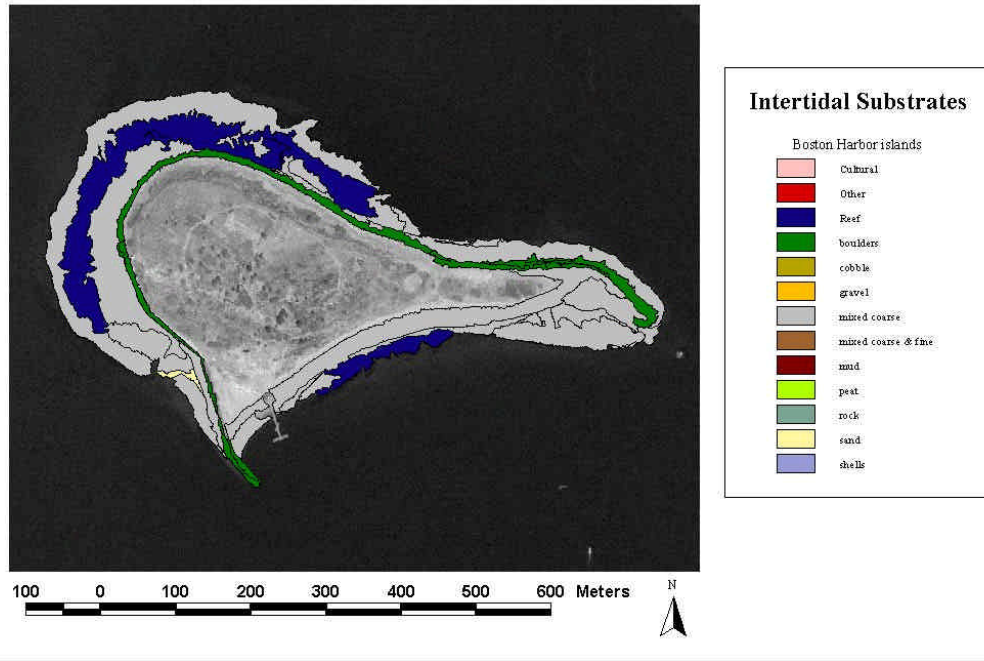 Intertidal Substrates
Boston Harbor islands
Cultural
Other
Reef
boulders
cobble
gravel
mixed coarse
mixed coarse & fine
mud
peat
rock
sand
shells
100 0 100 200 300 400 500 600 Meters
N